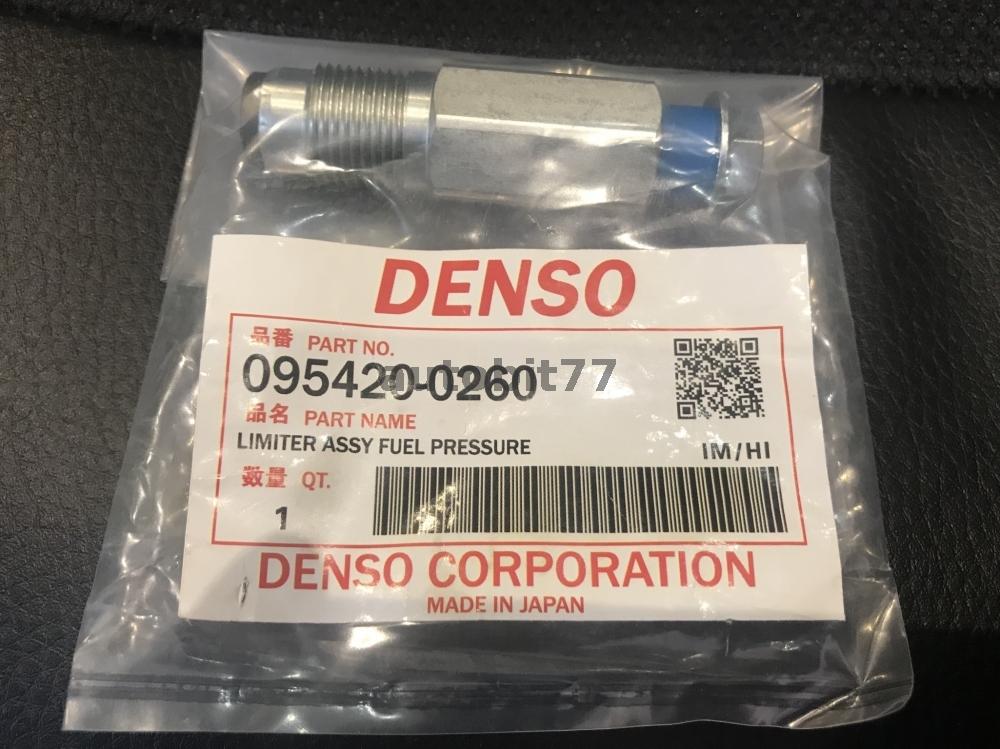 DENSO
品番 PART NO.
095420-0260
autobit77
品名 PART NAME
LIMITER ASSY FUEL PRESSURE
IM/HI
数量 QT.
1
DENSO CORPORATION
MADE IN JAPAN